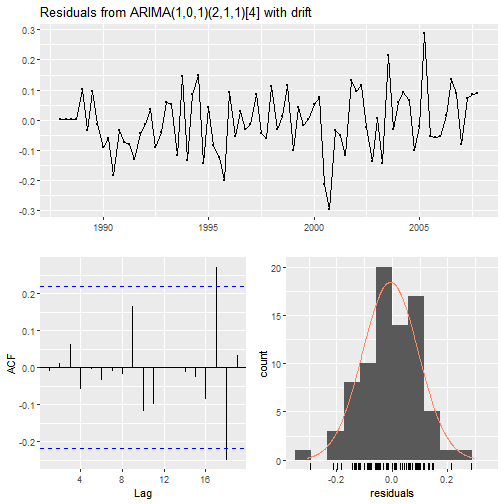 Residuals from ARIMA(1,0,1)(2,1,1)[4] with drift
0.3
0.2
0.1
0.0
-0.1
-0.2
-0.3
1990 1995 2000 2005
ACF
0.2
0.1
0.0
-0.1
-0.2
4 8 12 16
Lag
count
20
15
10
5
0
-0.2 0.0 0.2
residuals